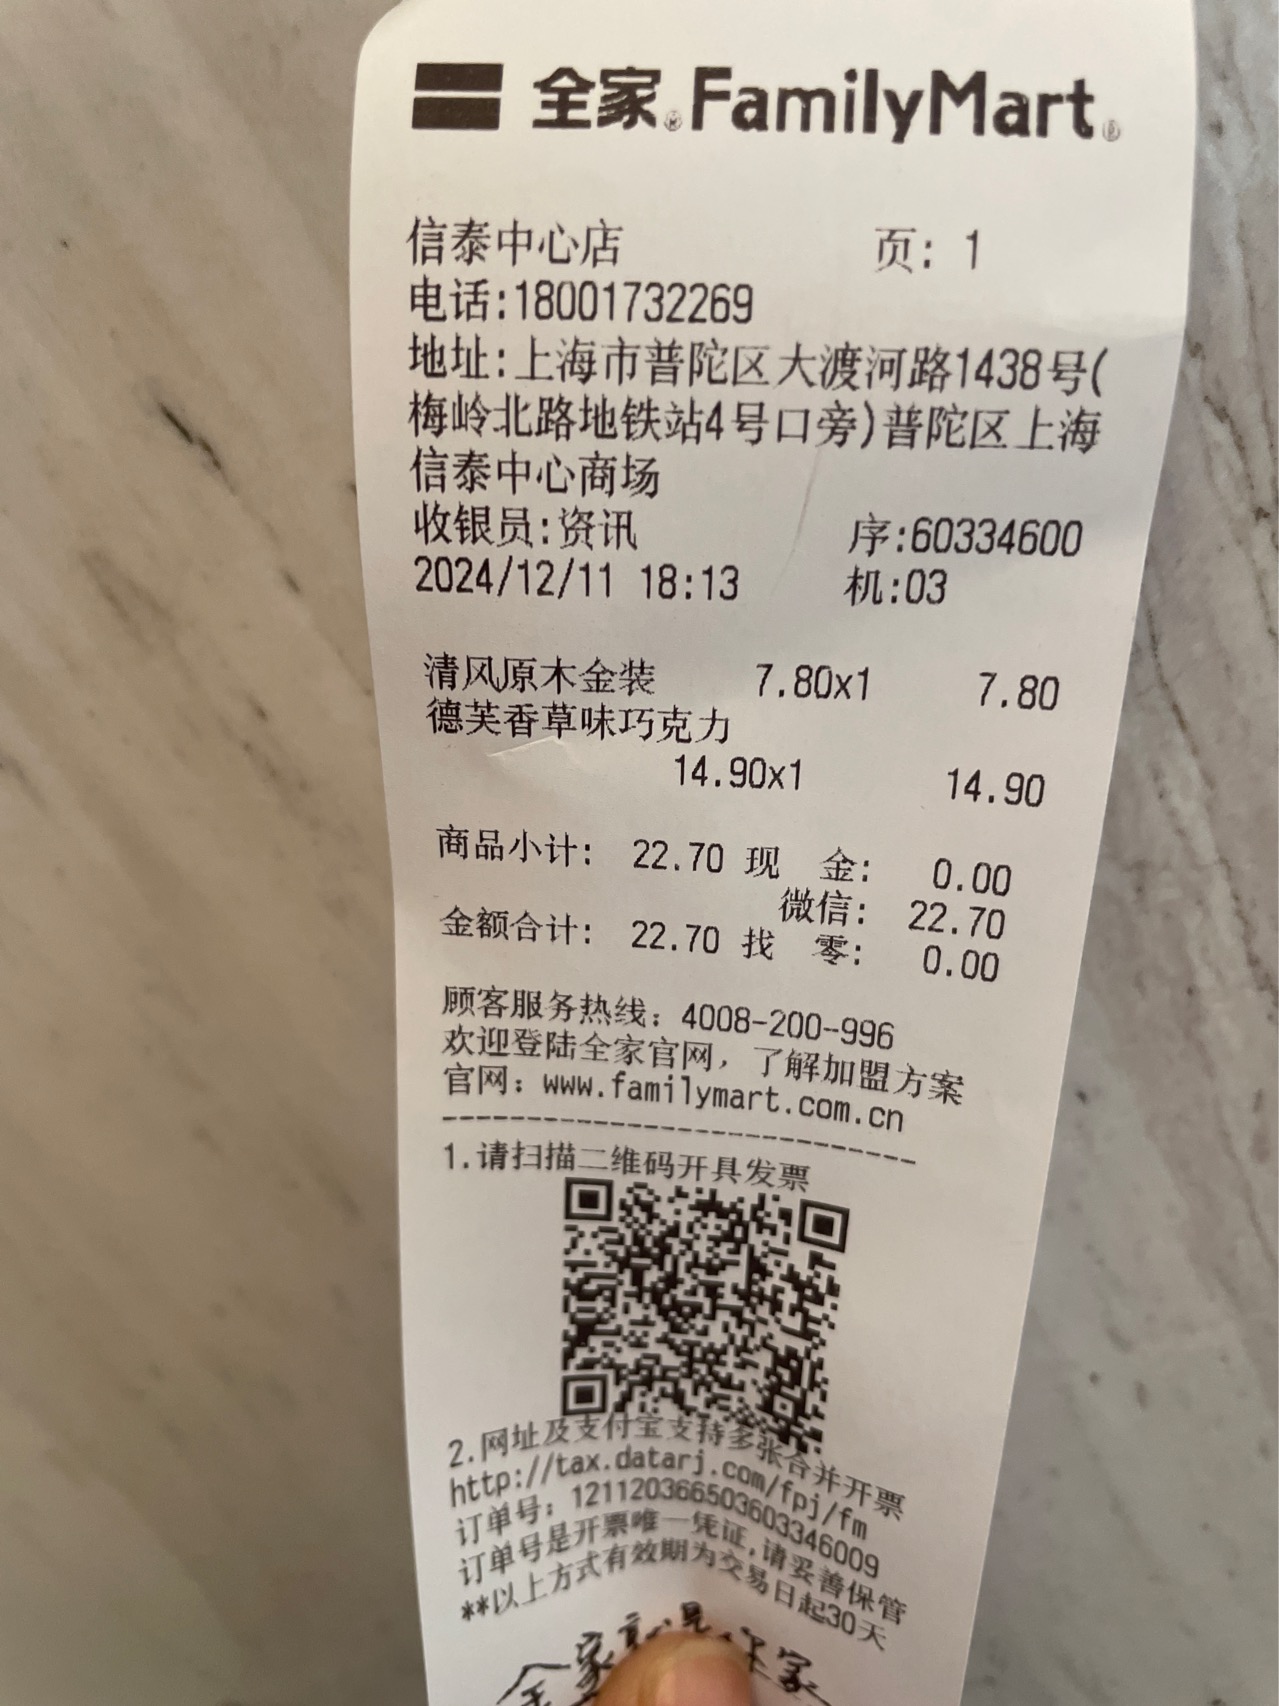 全家 FamilyMart
信泰中心店 页: 1
电话:18001732269
地址:上海市普陀区大渡河路1438号(
梅岭北路地铁站4号口旁)普陀区上海
信泰中心商场
收银员:资讯 序:60334600
2024/12/11 18:13 机:03
清风原木金装 7.80x1 7.80
德芙香草味巧克力
14.90x1 14.90
商品小计: 22.70 现 金: 0.00
微信: 22.70
金额合计: 22.70 找 零: 0.00
顾客服务热线: 4008-200-996
欢迎登陆全家官网, 了解加盟方案
官网: www.familymart.com.cn
1.请扫描二维码开具发票
2.网址及支付宝支持多张合并开票
http://tax.datarj.com/fpj/fm
订单号: 121120366503603346009
订单号是开票唯一凭证,请妥善保管
**以上方式有效期为交易日起30天
全家就是 家